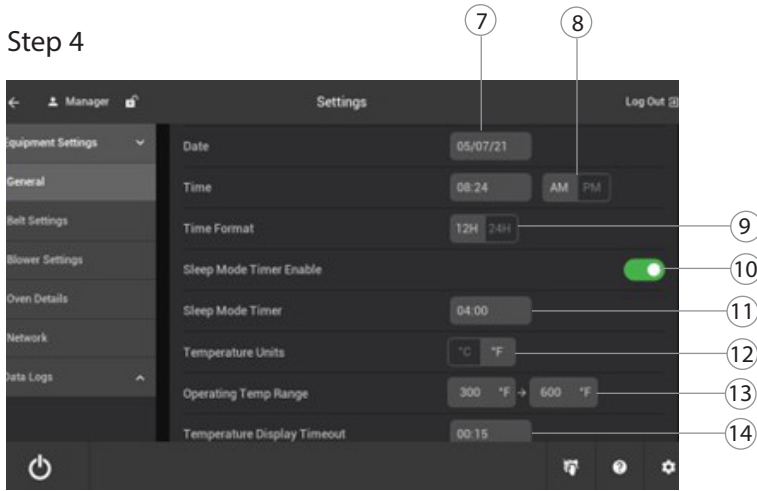 7 8
Step 4
Manager Settings Log Out
Equipment Settings Date 05/07/21
General Time 08:24 AM PM
Belt Settings Time Format 12H 24H 9
Blower Settings Sleep Mode Timer Enable 10
Oven Details Sleep Mode Timer 04:00 11
Network Temperature Units °C °F 12
Data Logs Operating Temp Range 300 °F → 600 °F 13
Temperature Display Timeout 00:15 14
?